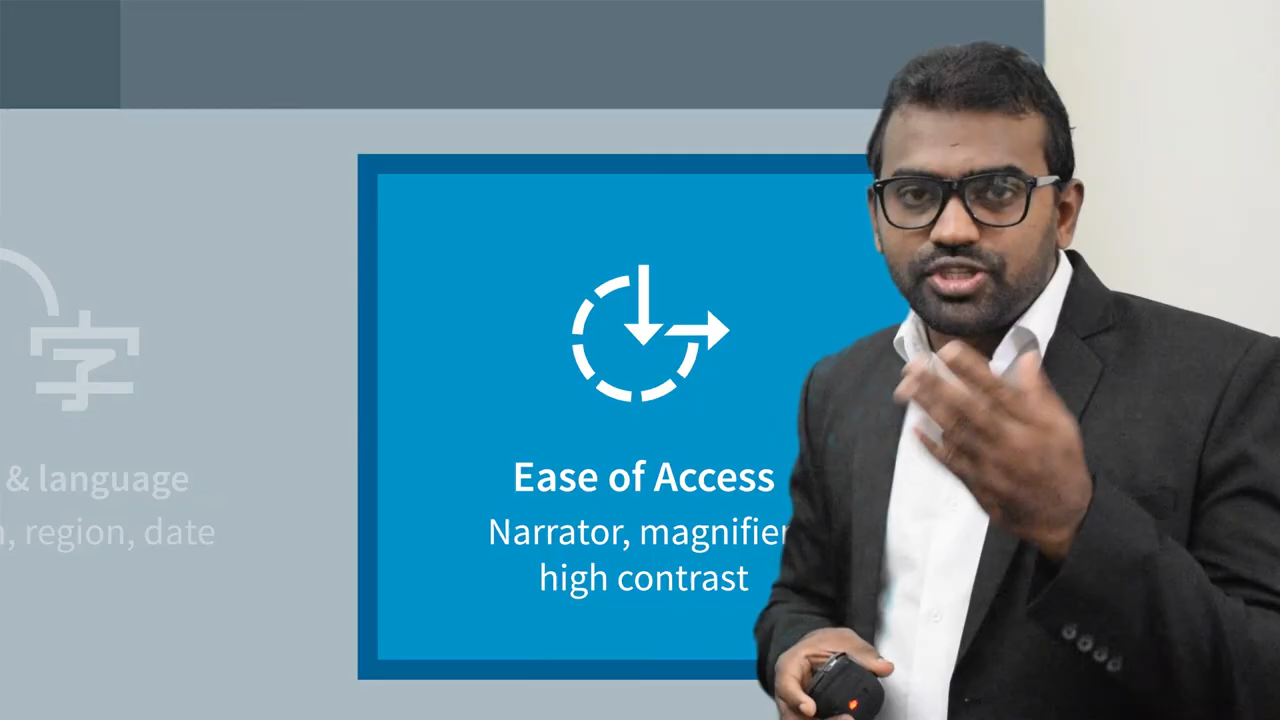 字
& language
, region, date
Ease of Access
Narrator, magnifier
high contrast